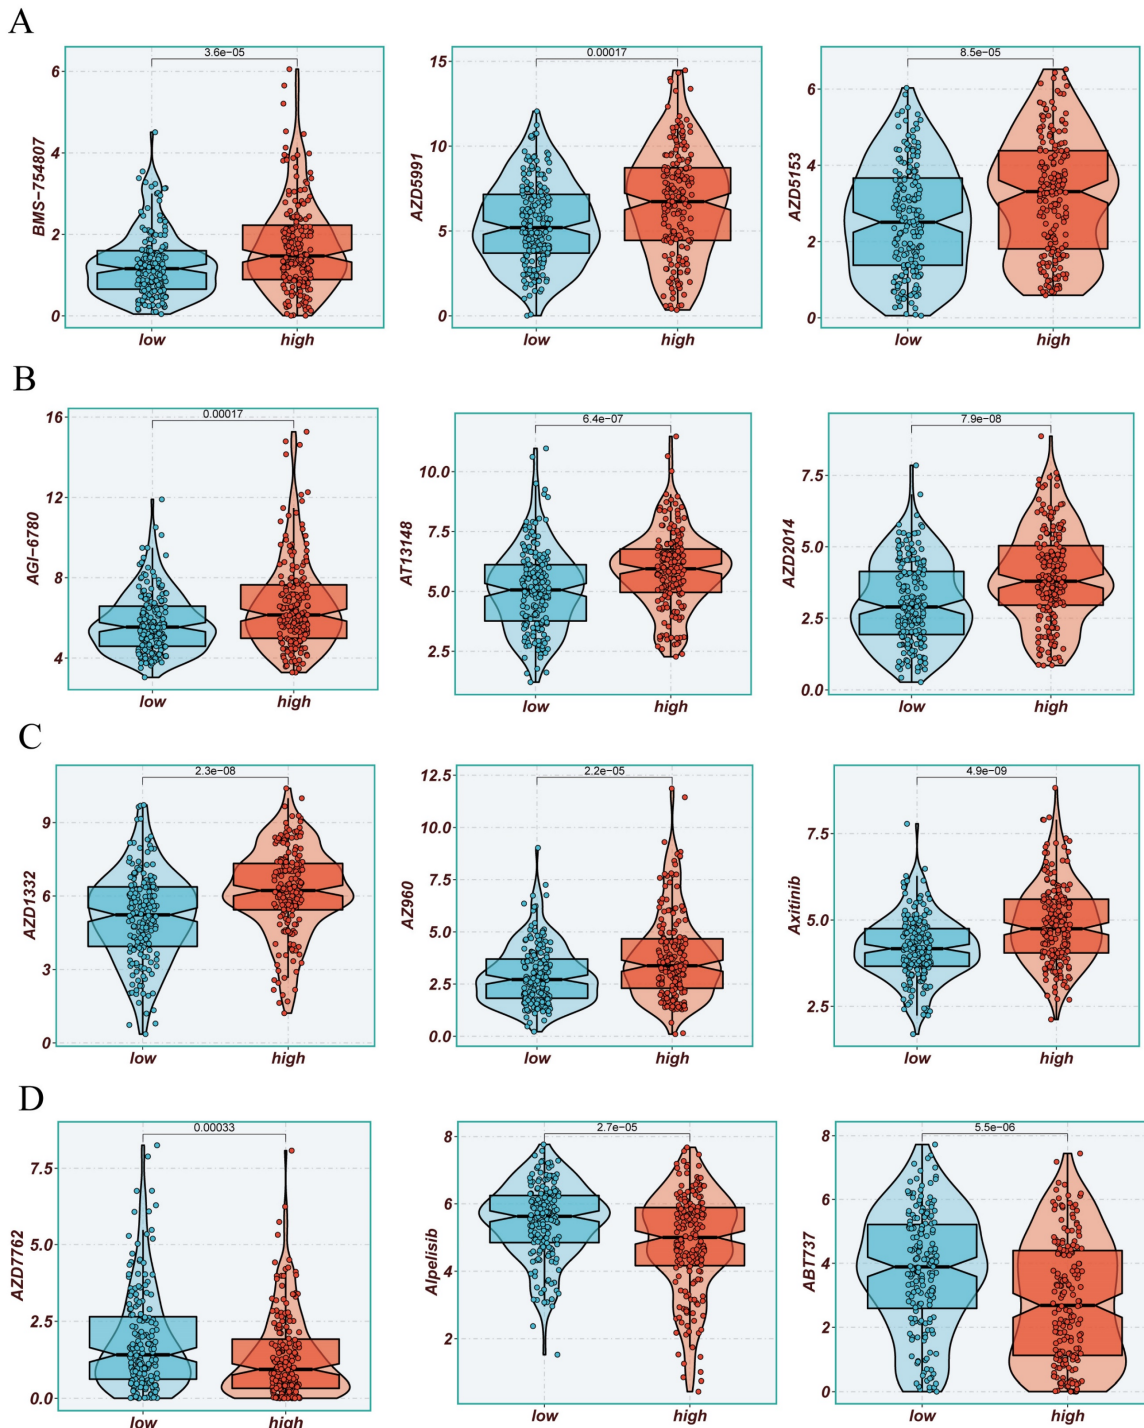 A
3.6e−05
0.00017
8.5e−05
BMS−754807
6
4
2
0
low high
AZD5991
15
10
5
0
low high
AZD5153
6
4
2
0
low high
B
0.00017
6.4e−07
7.9e−08
AGI−6780
16
12
8
4
low high
AT13148
10.0
7.5
5.0
2.5
low high
AZD2014
7.5
5.0
2.5
0.0
low high
C
2.3e−08
2.2e−05
4.9e−09
AZD1332
9
6
3
0
low high
AZ960
12.5
10.0
7.5
5.0
2.5
0.0
low high
Axitinib
7.5
5.0
2.5
low high
D
0.00033
2.7e−05
5.5e−06
AZD7762
7.5
5.0
2.5
0.0
low high
Alpelisib
8
6
4
2
low high
ABT737
8
6
4
2
0
low high